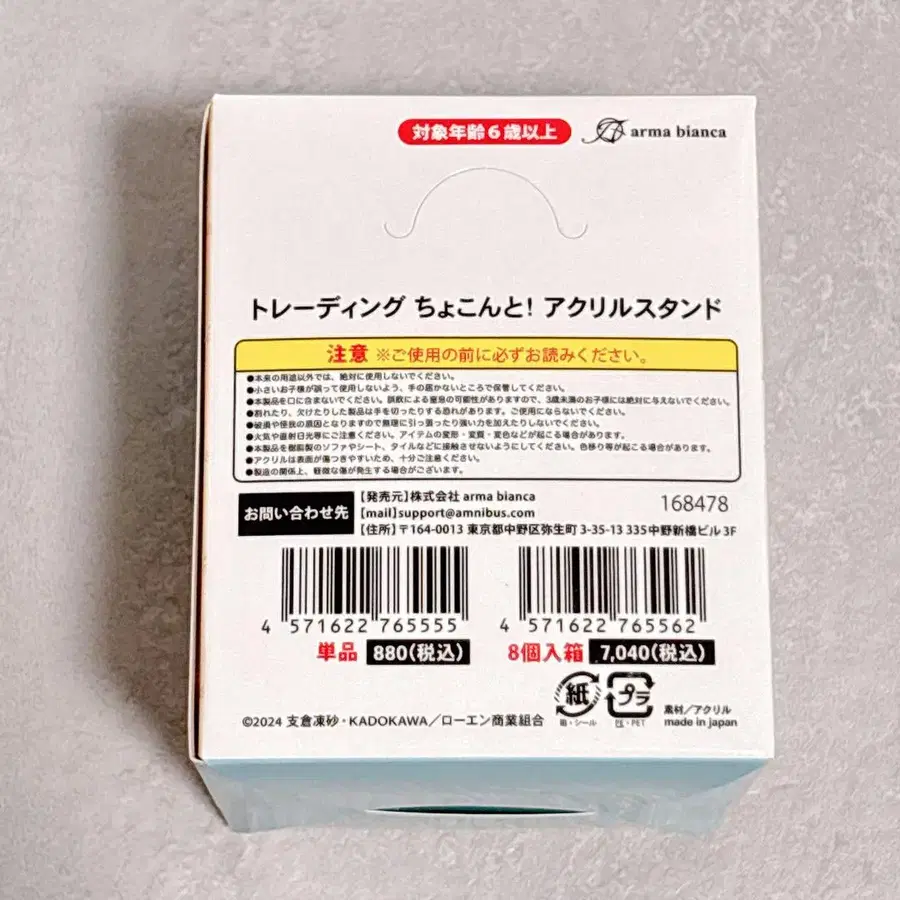 対象年齢6歳以上 arma bianca
トレーディング ちょこんと! アクリルスタンド
注意 ※ご使用の前に必ずお読みください。
●本来の用途以外では、絶対に使用しないでください。
●小さいお子様が誤って使用しないよう、手の届かないところで保管してください。
●本製品を口に含まないでください。誤飲による窒息の可能性がありますので、3歳未満のお子様には絶対に与えないでください。
●割れたり、欠けたりした製品は手を切ったりする恐れがあります。ご使用にならないでください。
●破損や怪我の原因となりますので無理に引っ張ったり強い力を加えたりしないでください。
●火気や直射日光等にご注意ください。アイテムの変形・変質・変色などが起こる場合があります。
●本製品を樹脂製のソファやシート、タイルなどに接触させないようにしてください。色移り等が起こる場合があります。
●アクリルは表面が傷つきやすいため、十分ご注意ください。
●製造の関係上、軽微な傷が発生する場合がございます。
お問い合わせ先
【発売元】株式会社 arma bianca 168478
【mail】support@amnibus.com
【住所】〒164-0013 東京都中野区弥生町 3-35-13 335中野新橋ビル 3F
4 571622 765555 4 571622 765562
単品 880(税込) 8個入箱 7,040(税込)
紙 プラ
箱・シール PE・PET
素材/アクリル
made in japan
©2024 支倉凍砂・KADOKAWA/ローエン商業組合